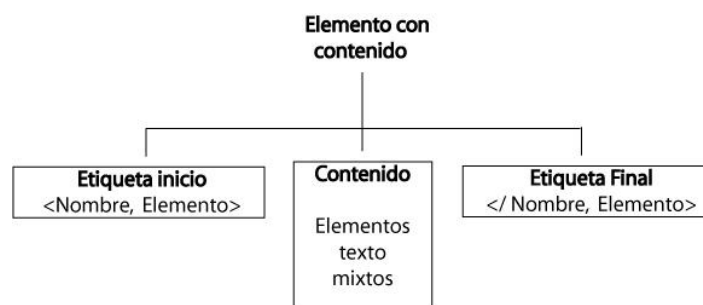 Elemento con
contenido
Etiqueta inicio
<Nombre, Elemento>
Contenido
Elementos
texto
mixtos
Etiqueta Final
</ Nombre, Elemento>